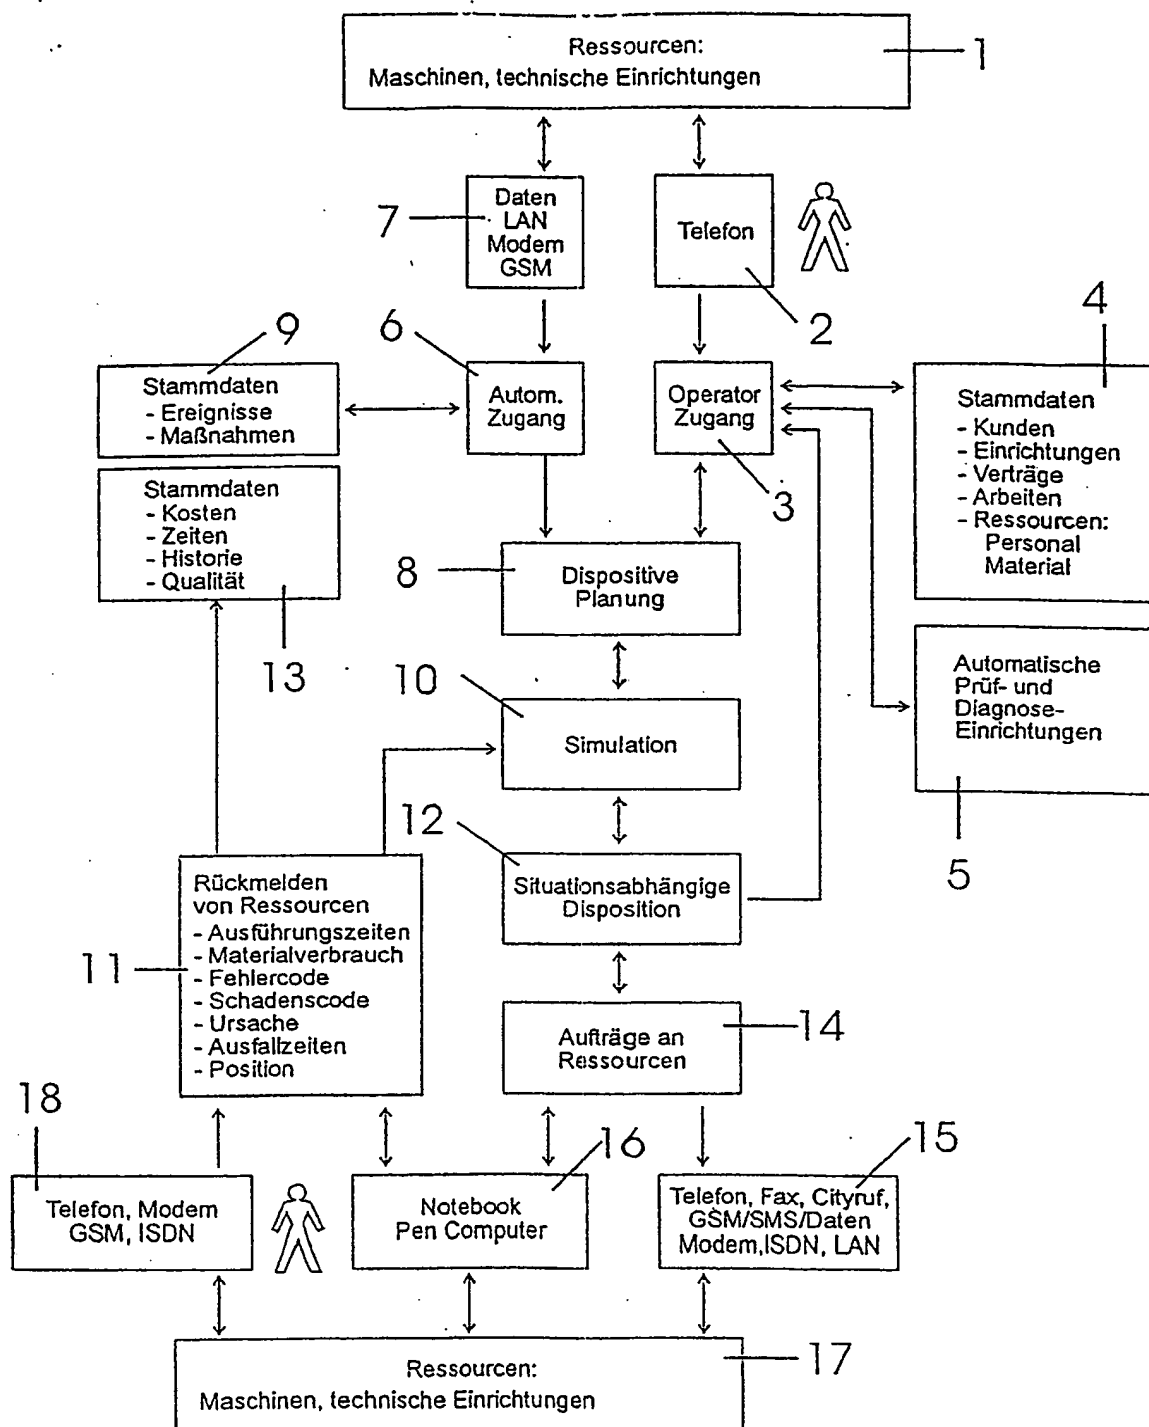 Ressourcen:
Maschinen, technische Einrichtungen
1
Daten
LAN
Modem
GSM
7
Telefon
2
4
9
6
Stammdaten
- Ereignisse
- Maßnahmen
Autom.
Zugang
Operator
Zugang
3
Stammdaten
- Kunden
- Einrichtungen
- Verträge
- Arbeiten
- Ressourcen:
Personal
Material
Stammdaten
- Kosten
- Zeiten
- Historie
- Qualität
13
8
Dispositive
Planung
10
Simulation
Automatische
Prüf- und
Diagnose-
Einrichtungen
5
12
Situationsabhängige
Disposition
Rückmelden
von Ressourcen
- Ausführungszeiten
- Materialverbrauch
- Fehlercode
- Schadenscode
- Ursache
- Ausfallzeiten
- Position
11
Aufträge an
Ressourcen
14
18
16
15
Telefon, Modem
GSM, ISDN
Notebook
Pen Computer
Telefon, Fax, Cityruf,
GSM/SMS/Daten
Modem,ISDN, LAN
Ressourcen:
Maschinen, technische Einrichtungen
17